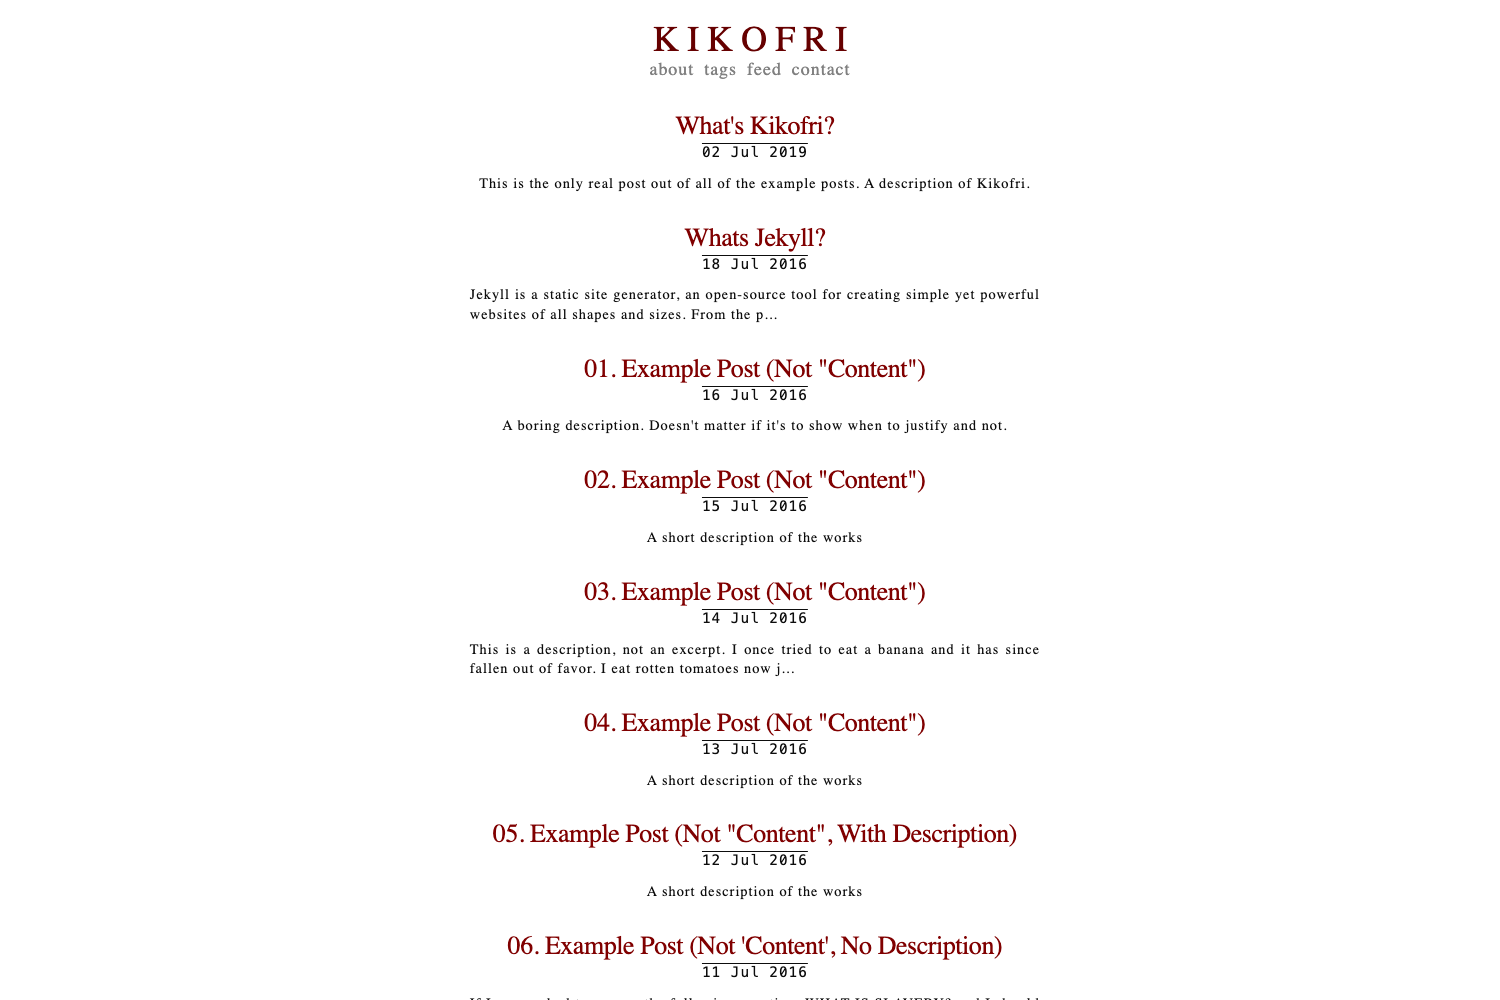 KIKOFRI
about tags feed contact
What's Kikofri?
02 Jul 2019
This is the only real post out of all of the example posts. A description of Kikofri.
Whats Jekyll?
18 Jul 2016
Jekyll is a static site generator, an open-source tool for creating simple yet powerful
websites of all shapes and sizes. From the p...
01. Example Post (Not "Content")
16 Jul 2016
A boring description. Doesn't matter if it's to show when to justify and not.
02. Example Post (Not "Content")
15 Jul 2016
A short description of the works
03. Example Post (Not "Content")
14 Jul 2016
This is a description, not an excerpt. I once tried to eat a banana and it has since
fallen out of favor. I eat rotten tomatoes now j...
04. Example Post (Not "Content")
13 Jul 2016
A short description of the works
05. Example Post (Not "Content", With Description)
12 Jul 2016
A short description of the works
06. Example Post (Not 'Content', No Description)
11 Jul 2016